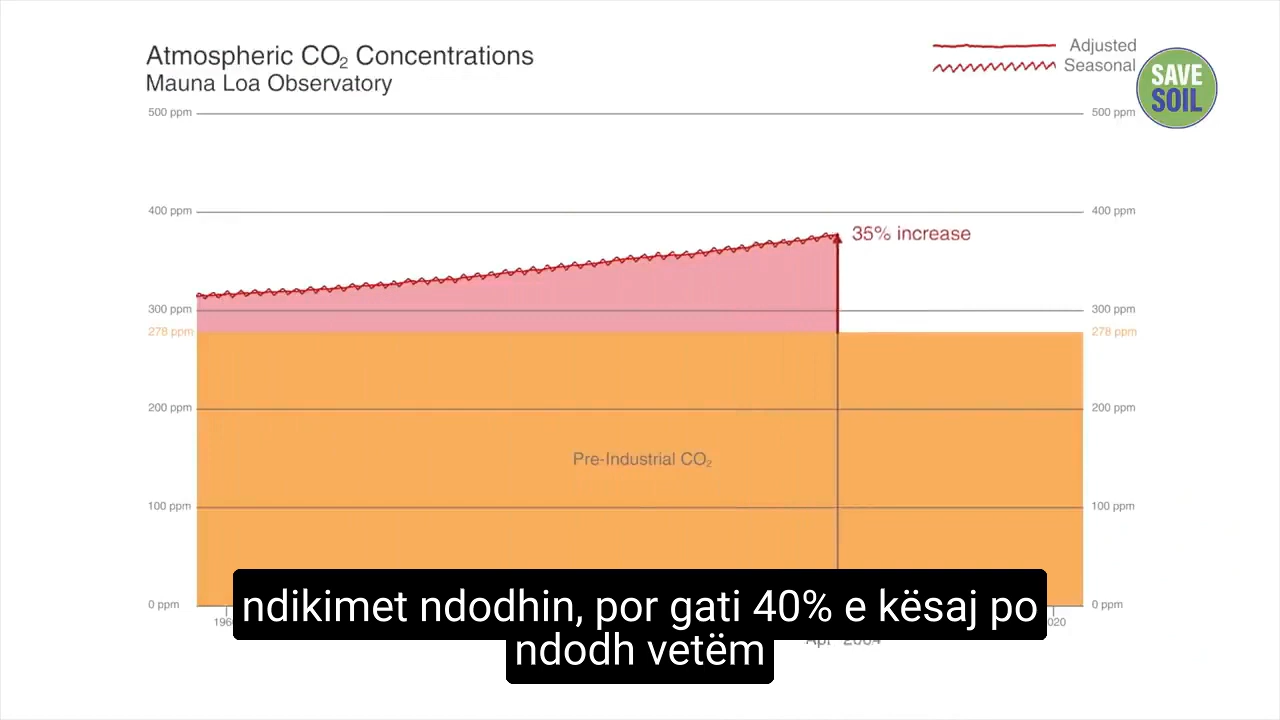 Atmospheric CO₂ Concentrations
Mauna Loa Observatory
Adjusted
Seasonal
SAVE
SOIL
500 ppm
500 ppm
400 ppm
400 ppm
35% increase
300 ppm
300 ppm
278 ppm
278 ppm
200 ppm
200 ppm
Pre-Industrial CO₂
100 ppm
100 ppm
0 ppm
0 ppm
ndikimet ndodhin, por gati 40% e kësaj po
ndodh vetëm